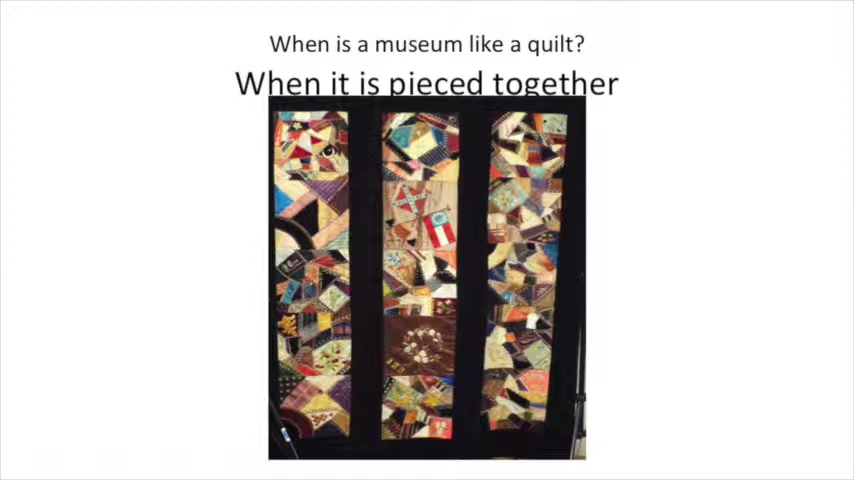 When is a museum like a quilt?
When it is pieced together